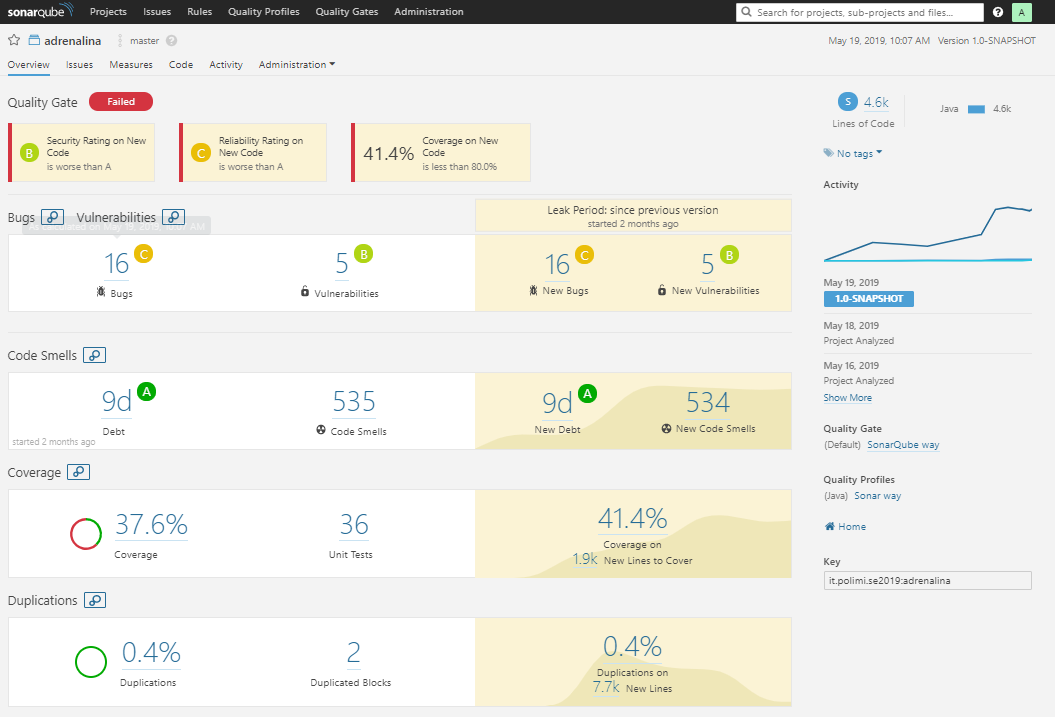 sonarqube Projects Issues Rules Quality Profiles Quality Gates Administration Search for projects, sub-projects and files... ? A
adrenalina master ? May 19, 2019, 10:07 AM Version 1.0-SNAPSHOT
Overview Issues Measures Code Activity Administration
Quality Gate Failed
B Security Rating on New
Code
is worse than A
C Reliability Rating on
New Code
is worse than A
41.4% Coverage on New
Code
is less than 80.0%
Bugs Vulnerabilities
Leak Period: since previous version
started 2 months ago
16 C
Bugs
5 B
Vulnerabilities
16 C
New Bugs
5 B
New Vulnerabilities
Code Smells
9d A
Debt
started 2 months ago
535
Code Smells
9d A
New Debt
534
New Code Smells
Coverage
37.6%
Coverage
36
Unit Tests
41.4%
Coverage on
1.9k New Lines to Cover
Duplications
0.4%
Duplications
2
Duplicated Blocks
0.4%
Duplications on
7.7k New Lines
S 4.6k
Lines of Code
Java 4.6k
No tags
Activity
May 19, 2019
1.0-SNAPSHOT
May 18, 2019
Project Analyzed
May 16, 2019
Project Analyzed
Show More
Quality Gate
(Default) SonarQube way
Quality Profiles
(Java) Sonar way
Home
Key
it.polimi.se2019:adrenalina